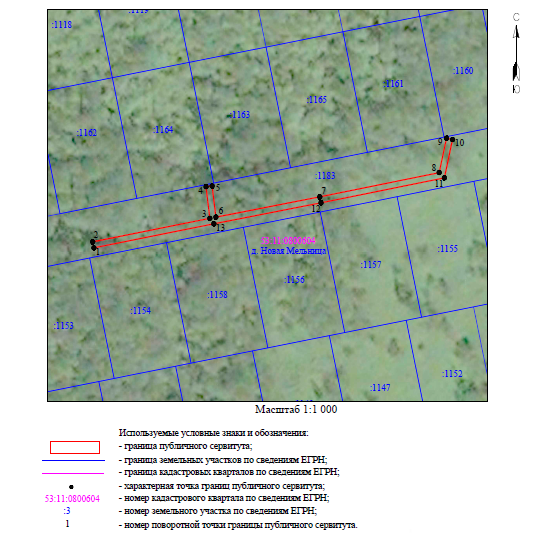 :1119
:1118
С
:1160
:1161
:1165
:1163
:1164
:1162
Ю
9
10
8
:1183
11
7
4
5
12
3
6
13
2
1
53:11:0800604
д. Новая Мельница
:1155
:1157
:1156
:1158
:1154
:1153
:1152
:1147
Масштаб 1:1 000
Используемые условные знаки и обозначения:
- граница публичного сервитута;
- граница земельных участков по сведениям ЕГРН;
- граница кадастровых кварталов по сведениям ЕГРН;
- характерная точка границ публичного сервитута;
53:11:0800604 - номер кадастрового квартала по сведениям ЕГРН;
:3 - номер земельного участка по сведениям ЕГРН;
1 - номер поворотной точки границы публичного сервитута.